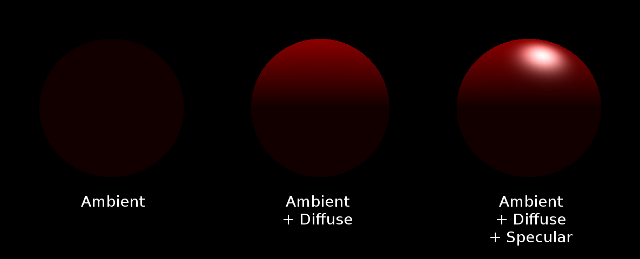 Ambient
Ambient
+ Diffuse
Ambient
+ Diffuse
+ Specular